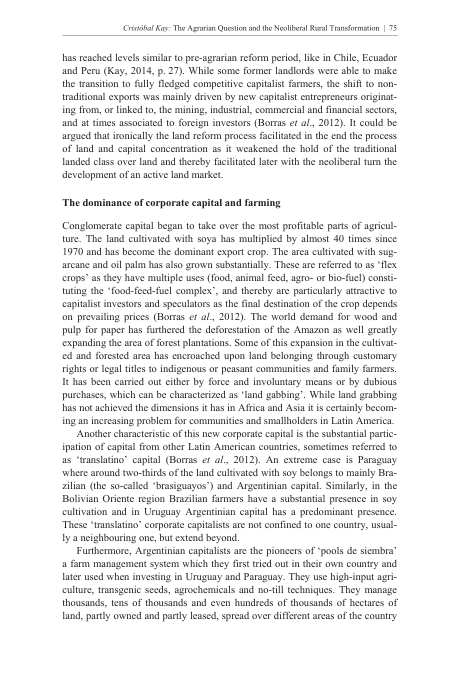 Cristóbal Kay: The Agrarian Question and the Neoliberal Rural Transformation | 75
has reached levels similar to pre-agrarian reform period, like in Chile, Ecuador
and Peru (Kay, 2014, p. 27). While some former landlords were able to make
the transition to fully fledged competitive capitalist farmers, the shift to non-
traditional exports was mainly driven by new capitalist entrepreneurs originat-
ing from, or linked to, the mining, industrial, commercial and financial sectors,
and at times associated to foreign investors (Borras et al., 2012). It could be
argued that ironically the land reform process facilitated in the end the process
of land and capital concentration as it weakened the hold of the traditional
landed class over land and thereby facilitated later with the neoliberal turn the
development of an active land market.
The dominance of corporate capital and farming
Conglomerate capital began to take over the most profitable parts of agricul-
ture. The land cultivated with soya has multiplied by almost 40 times since
1970 and has become the dominant export crop. The area cultivated with sug-
arcane and oil palm has also grown substantially. These are referred to as ‘flex
crops’ as they have multiple uses (food, animal feed, agro- or bio-fuel) consti-
tuting the ‘food-feed-fuel complex’, and thereby are particularly attractive to
capitalist investors and speculators as the final destination of the crop depends
on prevailing prices (Borras et al., 2012). The world demand for wood and
pulp for paper has furthered the deforestation of the Amazon as well greatly
expanding the area of forest plantations. Some of this expansion in the cultivat-
ed and forested area has encroached upon land belonging through customary
rights or legal titles to indigenous or peasant communities and family farmers.
It has been carried out either by force and involuntary means or by dubious
purchases, which can be characterized as ‘land gabbing’. While land grabbing
has not achieved the dimensions it has in Africa and Asia it is certainly becom-
ing an increasing problem for communities and smallholders in Latin America.
Another characteristic of this new corporate capital is the substantial partic-
ipation of capital from other Latin American countries, sometimes referred to
as ‘translatino’ capital (Borras et al., 2012). An extreme case is Paraguay
where around two-thirds of the land cultivated with soy belongs to mainly Bra-
zilian (the so-called ‘brasiguayos’) and Argentinian capital. Similarly, in the
Bolivian Oriente region Brazilian farmers have a substantial presence in soy
cultivation and in Uruguay Argentinian capital has a predominant presence.
These ‘translatino’ corporate capitalists are not confined to one country, usual-
ly a neighbouring one, but extend beyond.
Furthermore, Argentinian capitalists are the pioneers of ‘pools de siembra’
a farm management system which they first tried out in their own country and
later used when investing in Uruguay and Paraguay. They use high-input agri-
culture, transgenic seeds, agrochemicals and no-till techniques. They manage
thousands, tens of thousands and even hundreds of thousands of hectares of
land, partly owned and partly leased, spread over different areas of the country